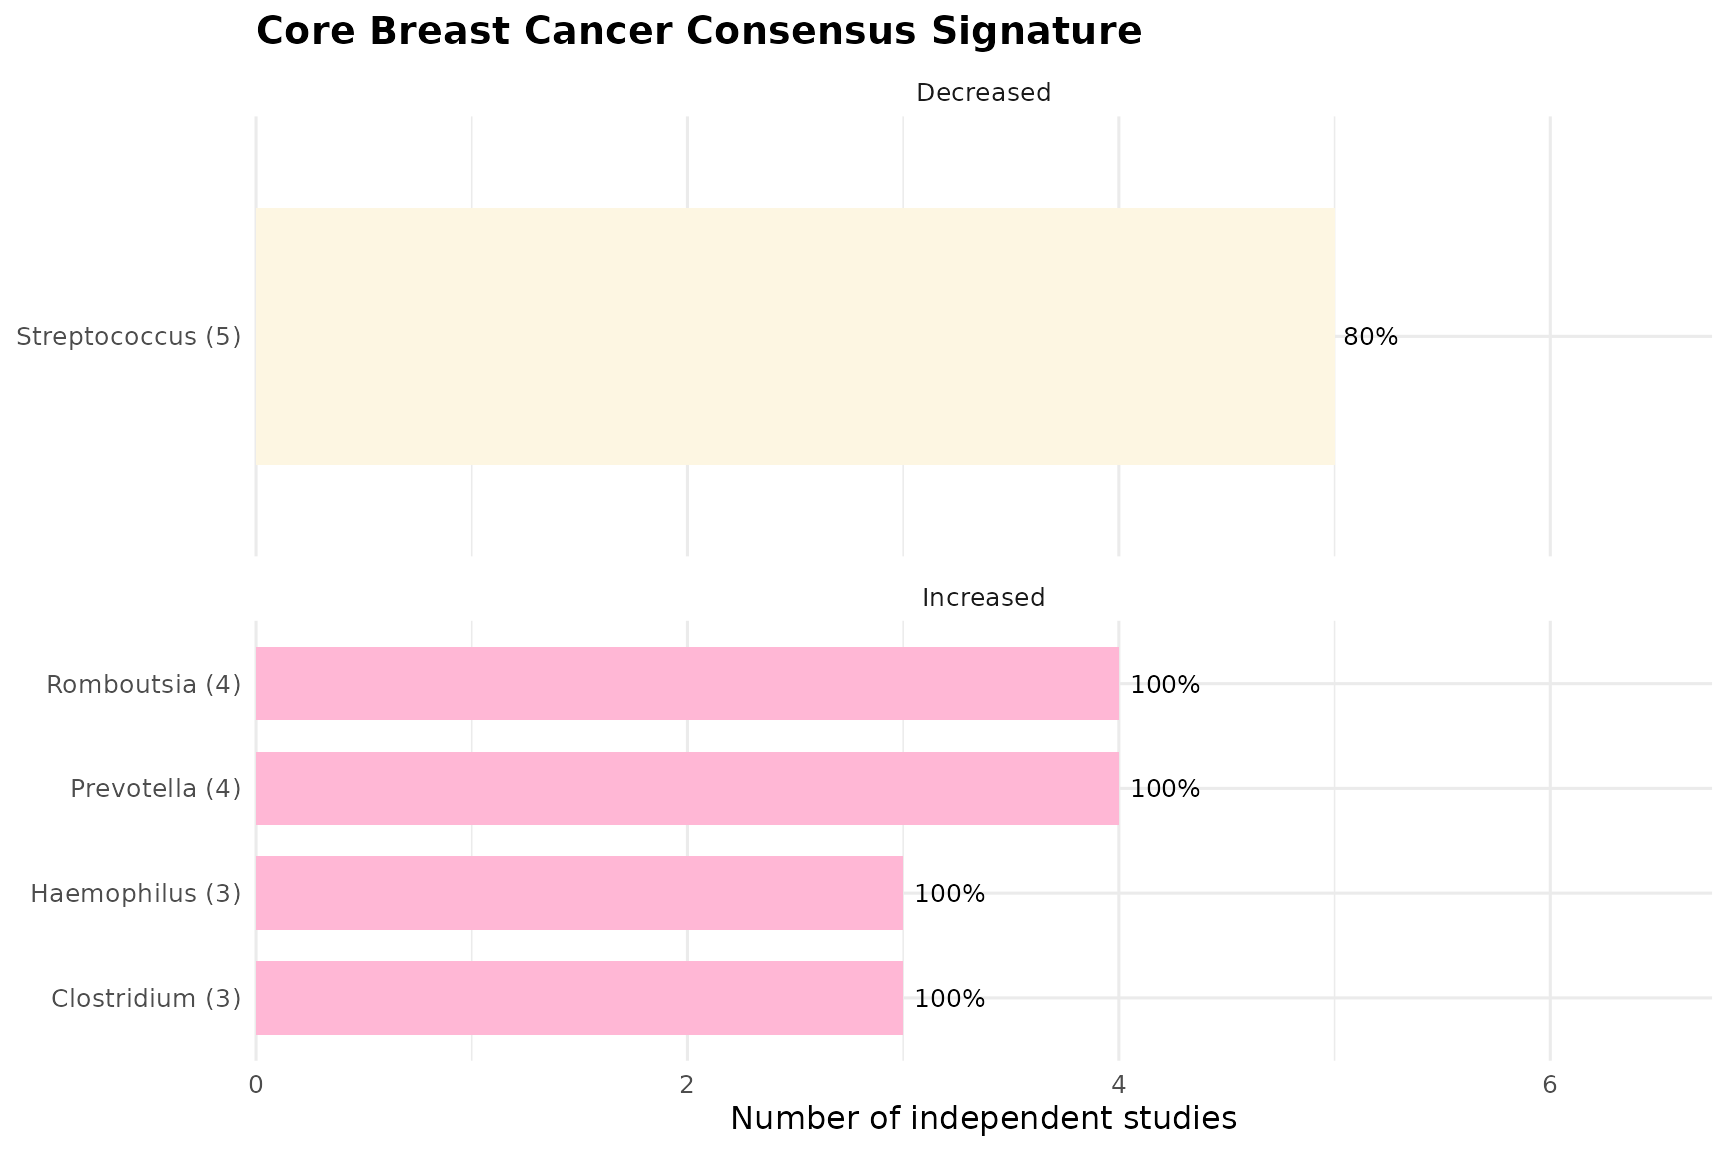 Core Breast Cancer Consensus Signature
Decreased
Streptococcus (5)
80%
Increased
Romboutsia (4)
100%
Prevotella (4)
100%
Haemophilus (3)
100%
Clostridium (3)
100%
0 2 4 6
Number of independent studies